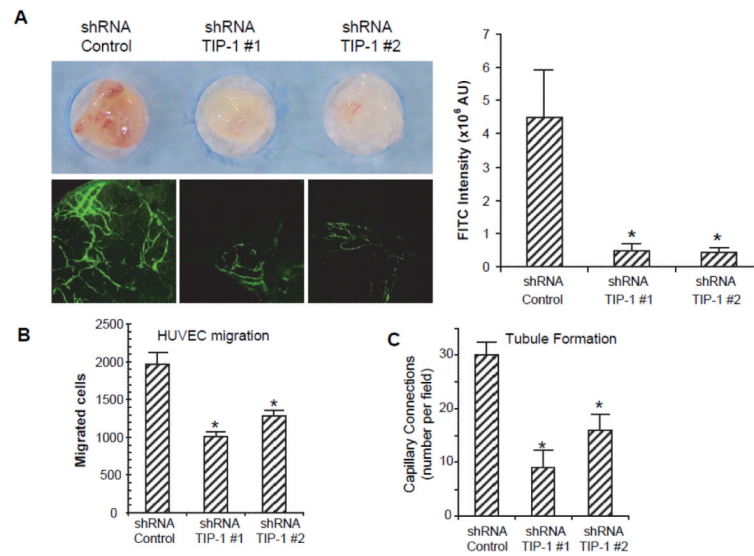 A
shRNA
Control
shRNA
TIP-1 #1
shRNA
TIP-1 #2
FITC Intensity (x10⁶ AU)
7
6
5
4
3
2
1
0
*
*
shRNA
Control
shRNA
TIP-1 #1
shRNA
TIP-1 #2
B
HUVEC migration
Migrated cells
2500
2000
1500
1000
500
0
*
*
shRNA
Control
shRNA
TIP-1 #1
shRNA
TIP-1 #2
C
Tubule Formation
Capillary Connections
(number per field)
30
20
10
0
*
*
shRNA
Control
shRNA
TIP-1 #1
shRNA
TIP-1 #2